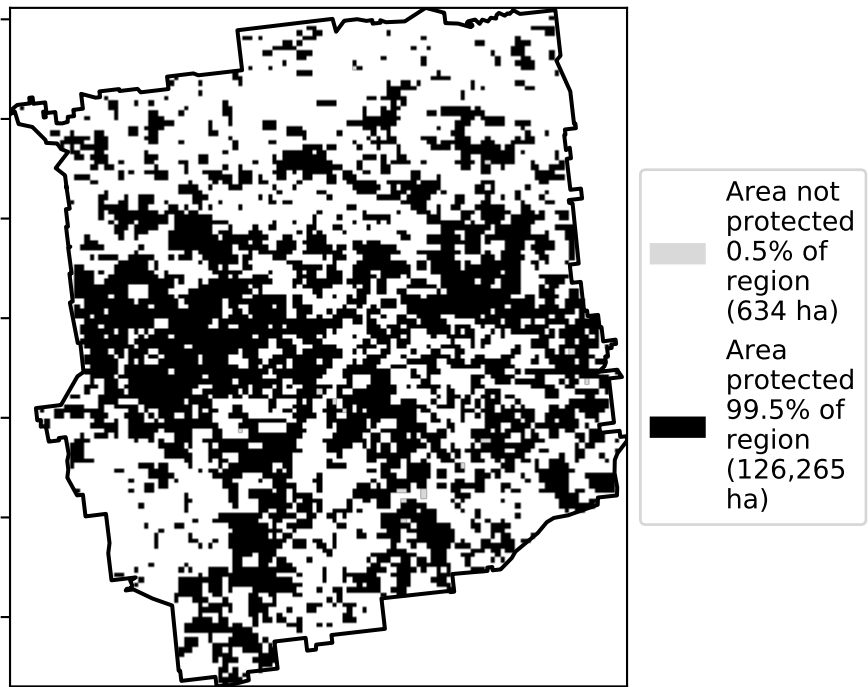 Area not
protected
0.5% of
region
(634 ha)
Area
protected
99.5% of
region
(126,265
ha)